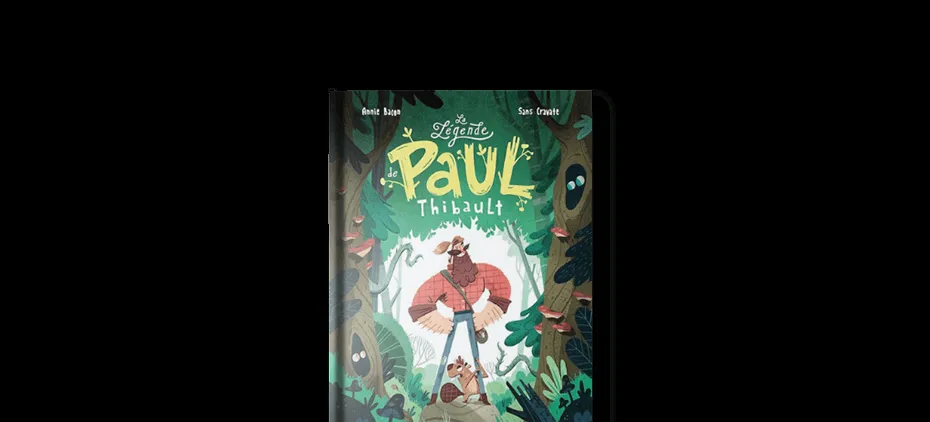 Annie Bacon
Sans Cravate
La
Légende
de
PAUL
Thibault